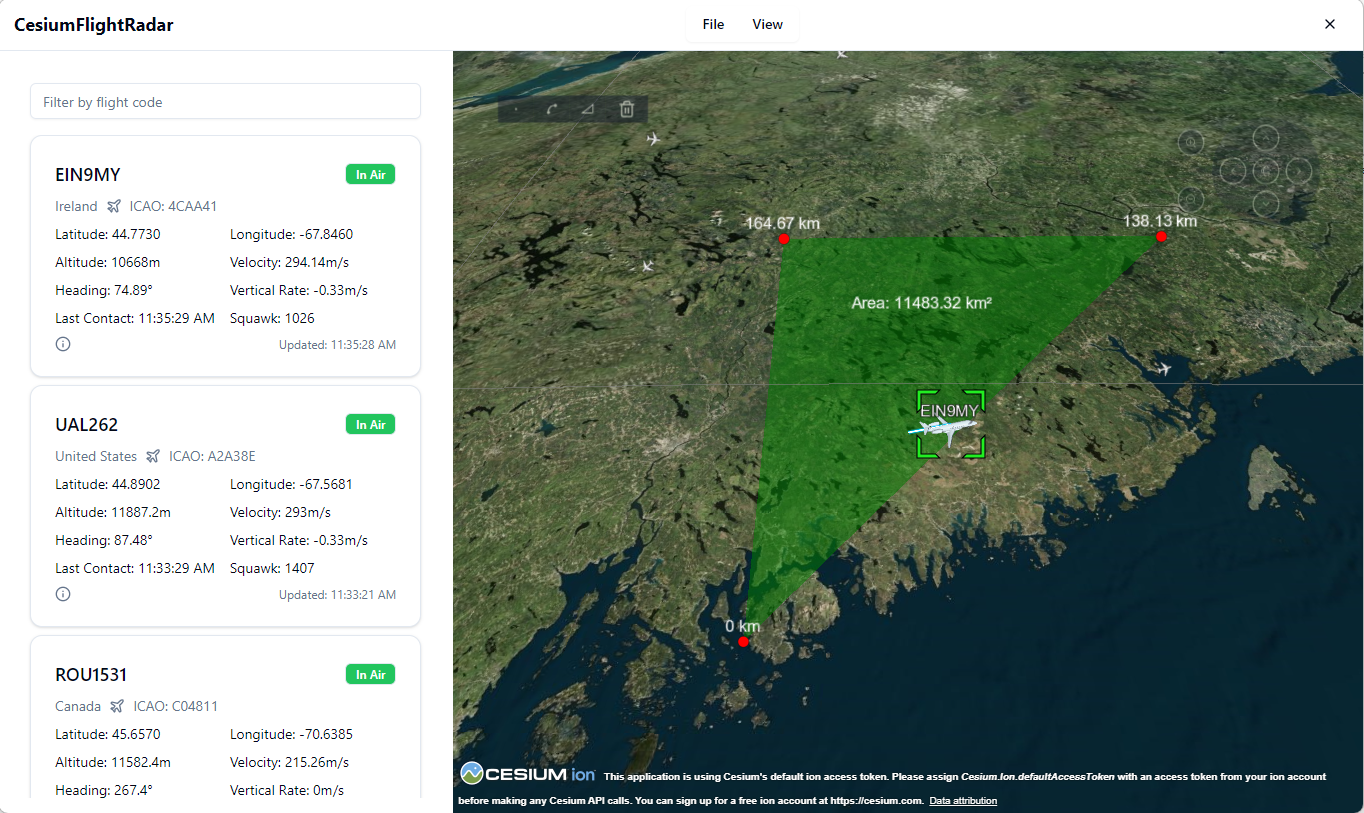 CesiumFlightRadar
File View
Filter by flight code
EIN9MY
In Air
Ireland ICAO: 4CAA41
Latitude: 44.7730 Longitude: -67.8460
Altitude: 10668m Velocity: 294.14m/s
Heading: 74.89° Vertical Rate: -0.33m/s
Last Contact: 11:35:29 AM Squawk: 1026
Updated: 11:35:28 AM
UAL262
In Air
United States ICAO: A2A38E
Latitude: 44.8902 Longitude: -67.5681
Altitude: 11887.2m Velocity: 293m/s
Heading: 87.48° Vertical Rate: -0.33m/s
Last Contact: 11:33:29 AM Squawk: 1407
Updated: 11:33:21 AM
ROU1531
In Air
Canada ICAO: C04811
Latitude: 45.6570 Longitude: -70.6385
Altitude: 11582.4m Velocity: 215.26m/s
Heading: 267.4° Vertical Rate: 0m/s
164.67 km
138.13 km
Area: 11483.32 km²
EIN9MY
0 km
CESIUM ion This application is using Cesium's default ion access token. Please assign Cesium.Ion.defaultAccessToken with an access token from your ion account
before making any Cesium API calls. You can sign up for a free ion account at https://cesium.com. Data attribution